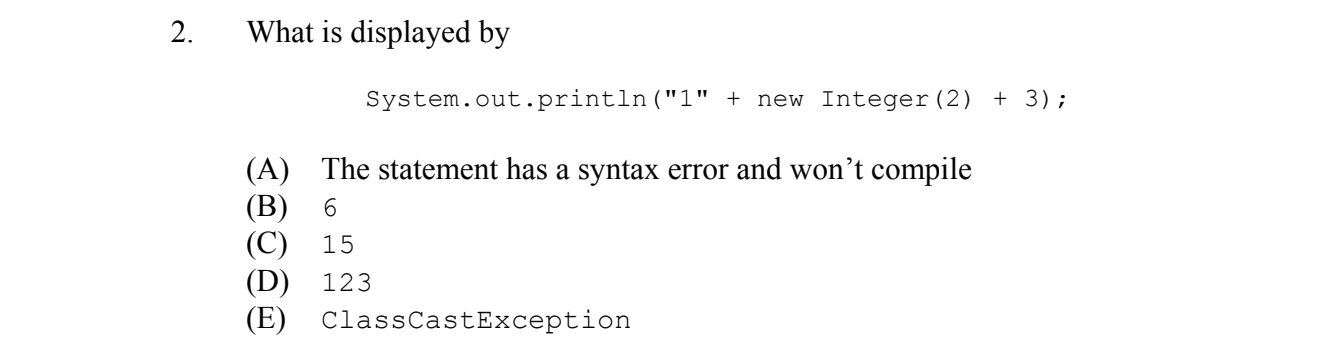 2. What is displayed by
System.out.println("1" + new Integer(2) + 3);
(A) The statement has a syntax error and won’t compile
(B) 6
(C) 15
(D) 123
(E) ClassCastException